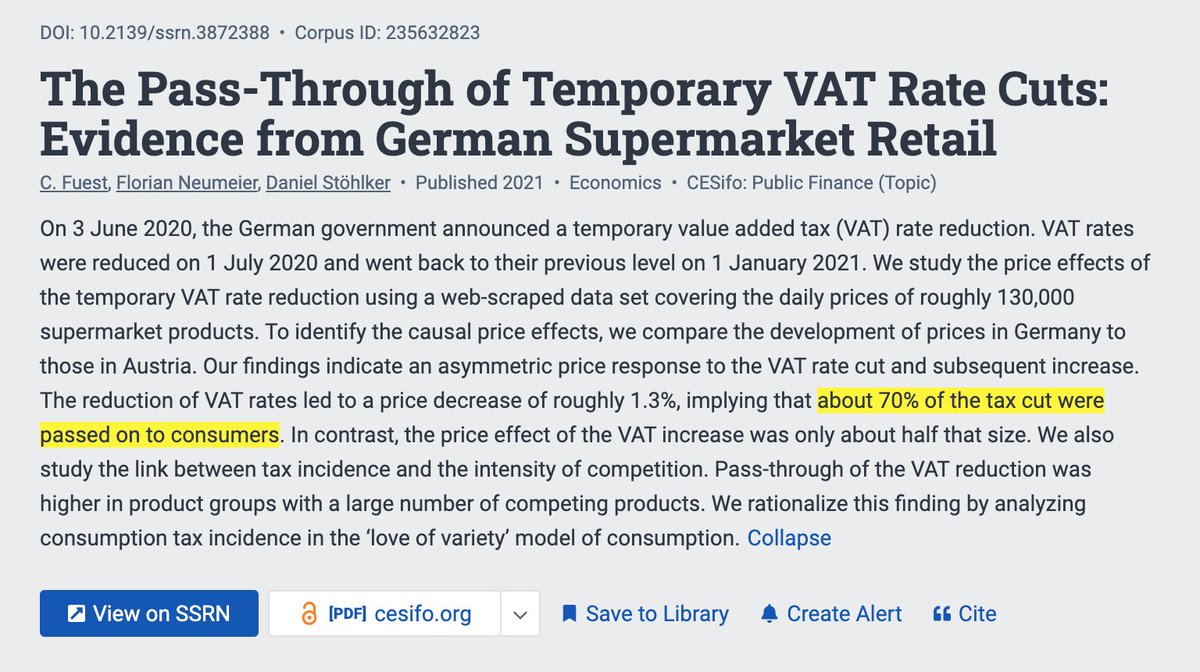 DOI: 10.2139/ssrn.3872388 • Corpus ID: 235632823
The Pass-Through of Temporary VAT Rate Cuts:
Evidence from German Supermarket Retail
C. Fuest, Florian Neumeier, Daniel Stöhlker • Published 2021 • Economics • CESifo: Public Finance (Topic)
On 3 June 2020, the German government announced a temporary value added tax (VAT) rate reduction. VAT rates
were reduced on 1 July 2020 and went back to their previous level on 1 January 2021. We study the price effects of
the temporary VAT rate reduction using a web-scraped data set covering the daily prices of roughly 130,000
supermarket products. To identify the causal price effects, we compare the development of prices in Germany to
those in Austria. Our findings indicate an asymmetric price response to the VAT rate cut and subsequent increase.
The reduction of VAT rates led to a price decrease of roughly 1.3%, implying that about 70% of the tax cut were
passed on to consumers. In contrast, the price effect of the VAT increase was only about half that size. We also
study the link between tax incidence and the intensity of competition. Pass-through of the VAT reduction was
higher in product groups with a large number of competing products. We rationalize this finding by analyzing
consumption tax incidence in the ‘love of variety’ model of consumption. Collapse
View on SSRN [PDF] cesifo.org Save to Library Create Alert Cite